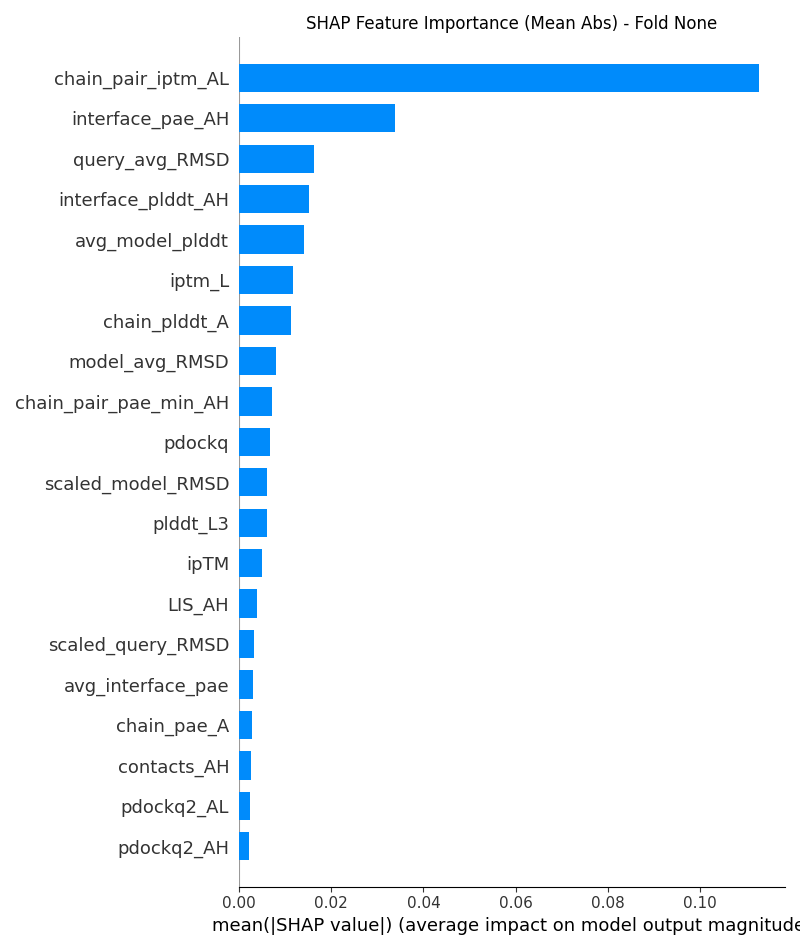 SHAP Feature Importance (Mean Abs) - Fold None
chain_pair_iptm_AL
interface_pae_AH
query_avg_RMSD
interface_plddt_AH
avg_model_plddt
iptm_L
chain_plddt_A
model_avg_RMSD
chain_pair_pae_min_AH
pdockq
scaled_model_RMSD
plddt_L3
ipTM
LIS_AH
scaled_query_RMSD
avg_interface_pae
chain_pae_A
contacts_AH
pdockq2_AL
pdockq2_AH
0.00 0.02 0.04 0.06 0.08 0.10
mean(|SHAP value|) (average impact on model output magnitude